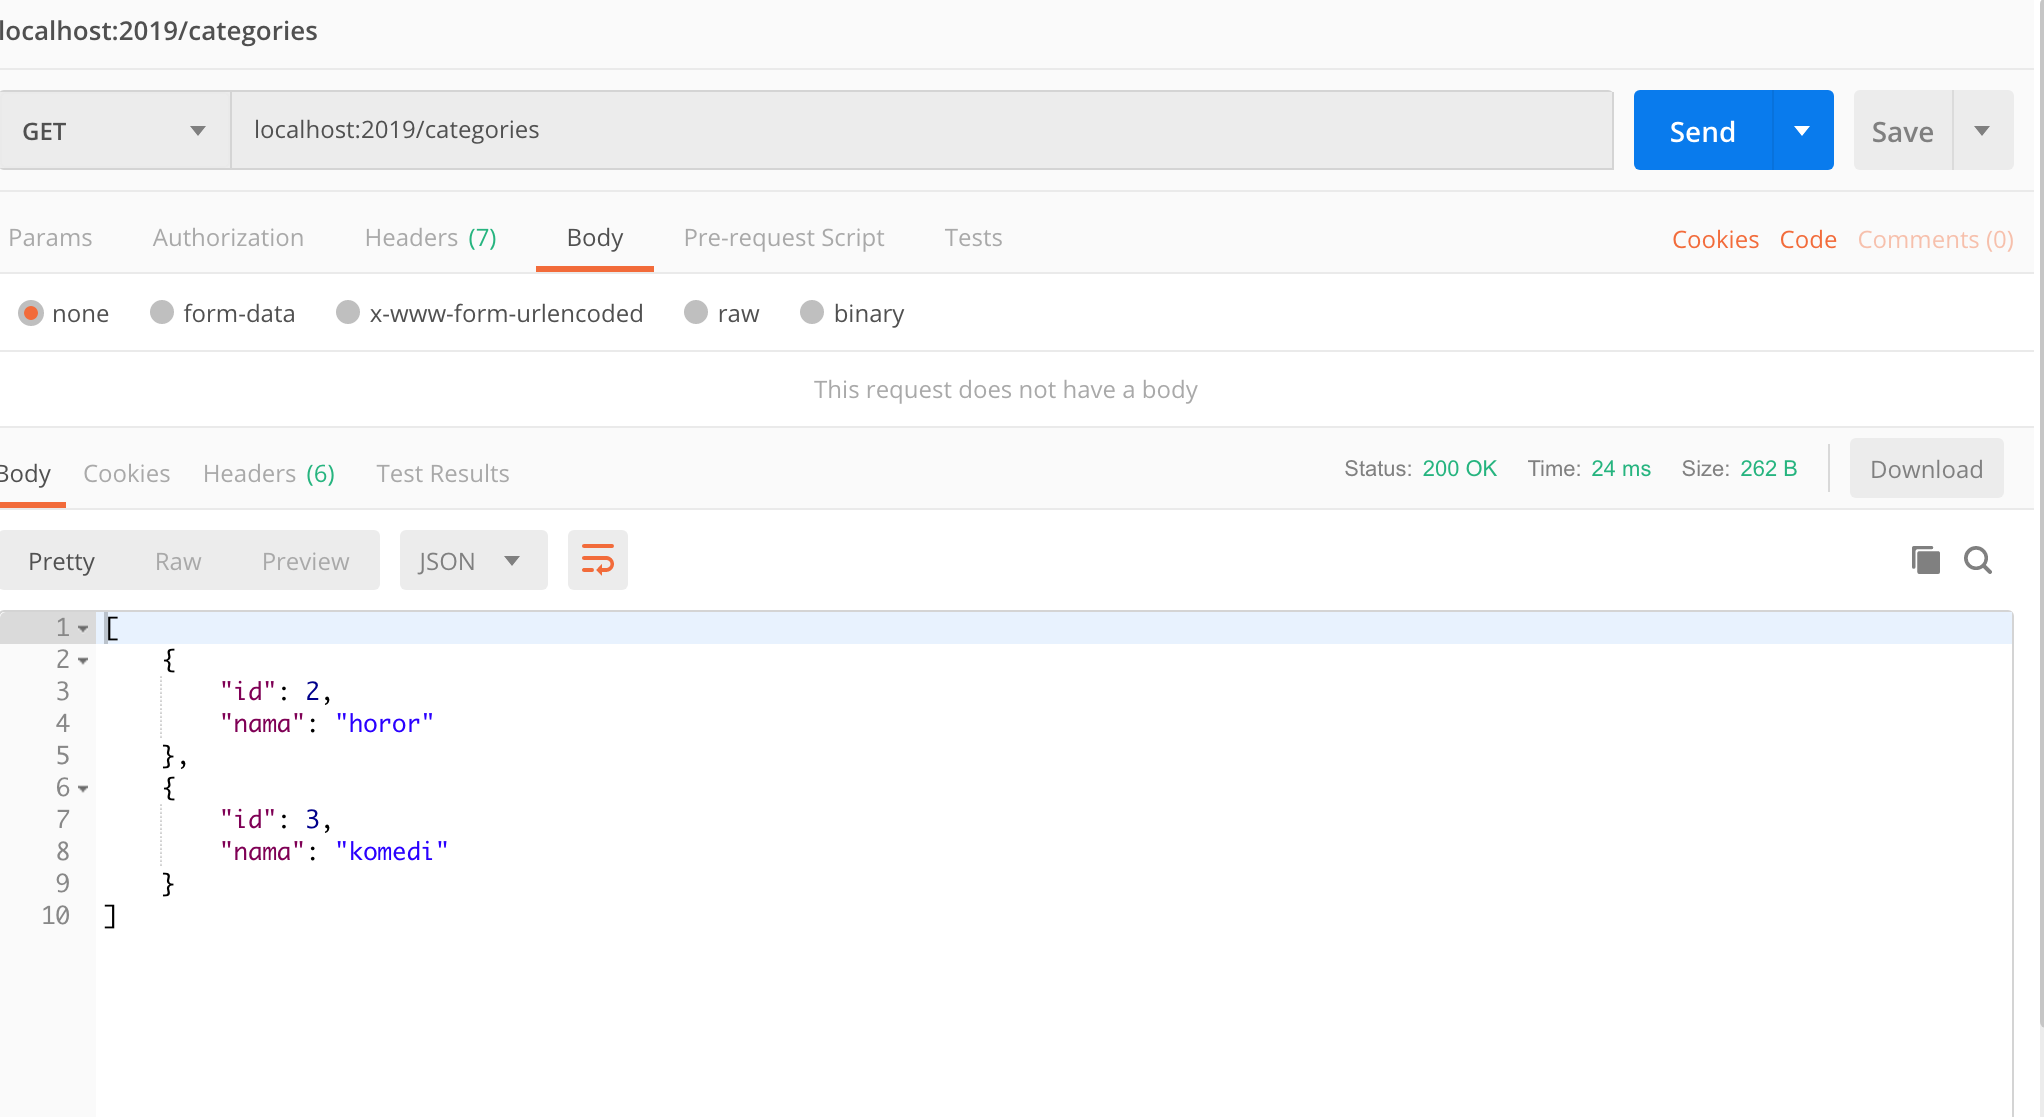 localhost:2019/categories
GET localhost:2019/categories Send Save
Params Authorization Headers (7) Body Pre-request Script Tests Cookies Code Comments (0)
none form-data x-www-form-urlencoded raw binary
This request does not have a body
Body Cookies Headers (6) Test Results Status: 200 OK Time: 24 ms Size: 262 B Download
Pretty Raw Preview JSON
1 [
2 {
3 "id": 2,
4 "nama": "horor"
5 },
6 {
7 "id": 3,
8 "nama": "komedi"
9 }
10 ]